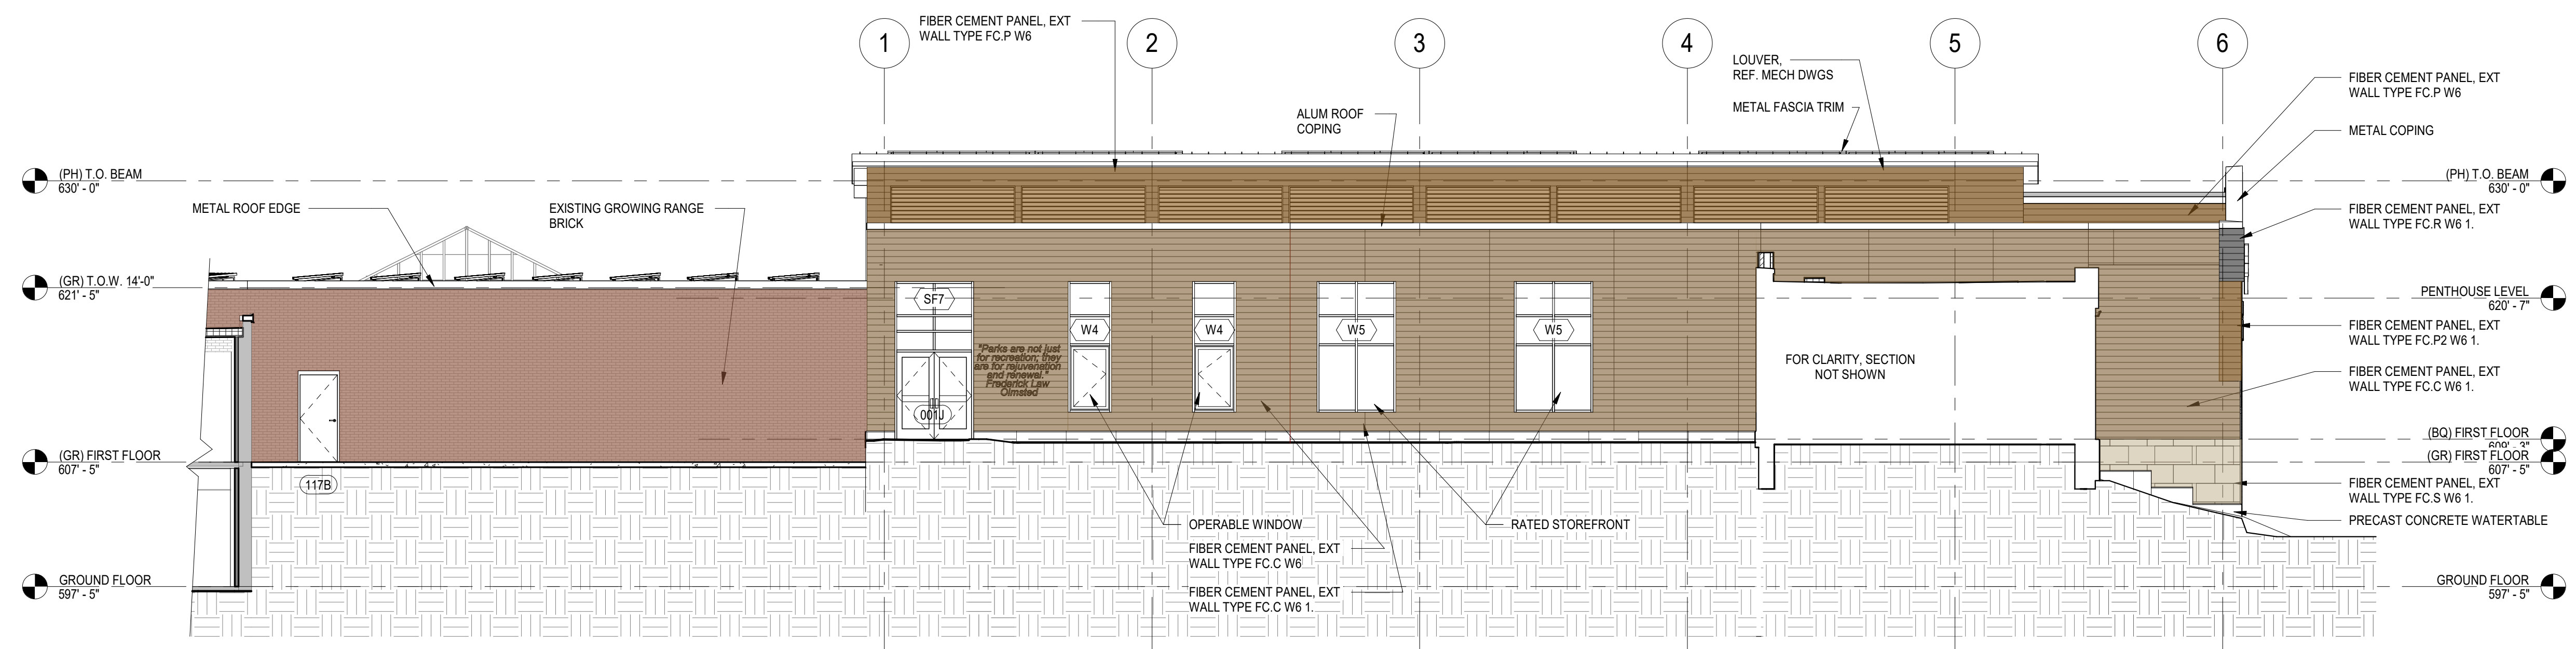 1
2
3
4
5
6
FIBER CEMENT PANEL, EXT
WALL TYPE FC.P W6
LOUVER,
REF. MECH DWGS
METAL FASCIA TRIM
ALUM ROOF
COPING
FIBER CEMENT PANEL, EXT
WALL TYPE FC.P W6
METAL COPING
(PH) T.O. BEAM
630' - 0"
(PH) T.O. BEAM
630' - 0"
METAL ROOF EDGE
EXISTING GROWING RANGE
BRICK
FIBER CEMENT PANEL, EXT
WALL TYPE FC.R W6 1.
(GR) T.O.W. 14'-0"
621' - 5"
PENTHOUSE LEVEL
620' - 7"
SF7
W4
W4
W5
W5
FIBER CEMENT PANEL, EXT
WALL TYPE FC.P2 W6 1.
"Parks are not just
for recreation; they
are for rejuvenation
and renewal."
Frederick Law
Olmsted
FOR CLARITY, SECTION
NOT SHOWN
FIBER CEMENT PANEL, EXT
WALL TYPE FC.C W6 1.
001J
(BQ) FIRST FLOOR
609' - 3"
(GR) FIRST FLOOR
607' - 5"
(GR) FIRST FLOOR
607' - 5"
117B
FIBER CEMENT PANEL, EXT
WALL TYPE FC.S W6 1.
PRECAST CONCRETE WATERTABLE
OPERABLE WINDOW
RATED STOREFRONT
FIBER CEMENT PANEL, EXT
WALL TYPE FC.C W6
FIBER CEMENT PANEL, EXT
WALL TYPE FC.C W6 1.
GROUND FLOOR
597' - 5"
GROUND FLOOR
597' - 5"